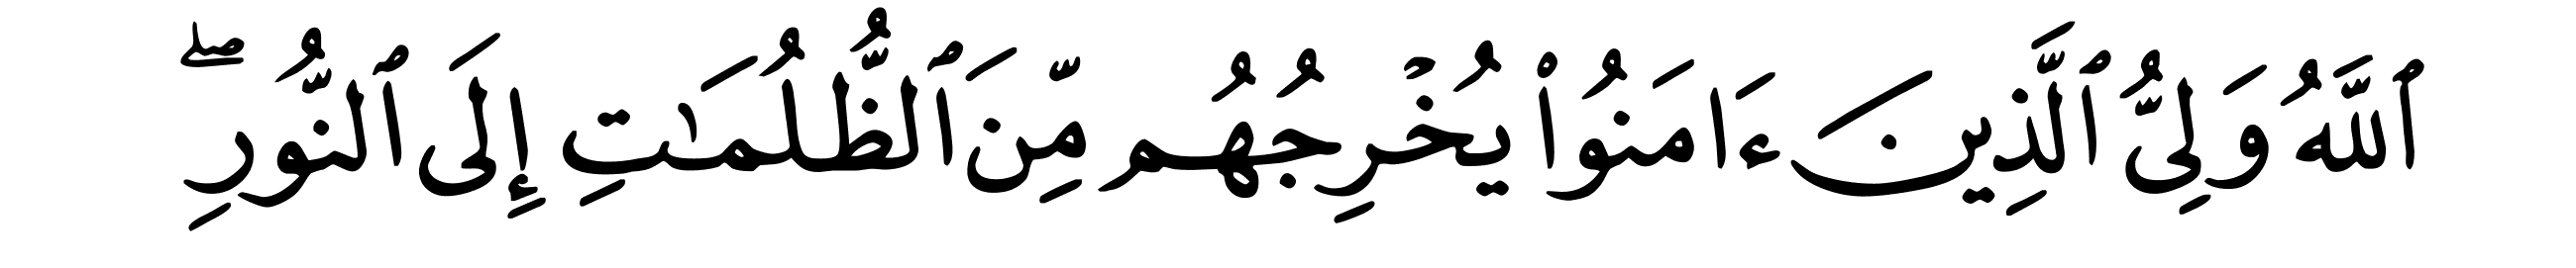 ٱللَّهُ وَلِيُّ ٱلَّذِينَ ءَامَنُوا۟ يُخْرِجُهُم مِّنَ ٱلظُّلُمَـٰتِ إِلَى ٱلنُّورِ ۖ